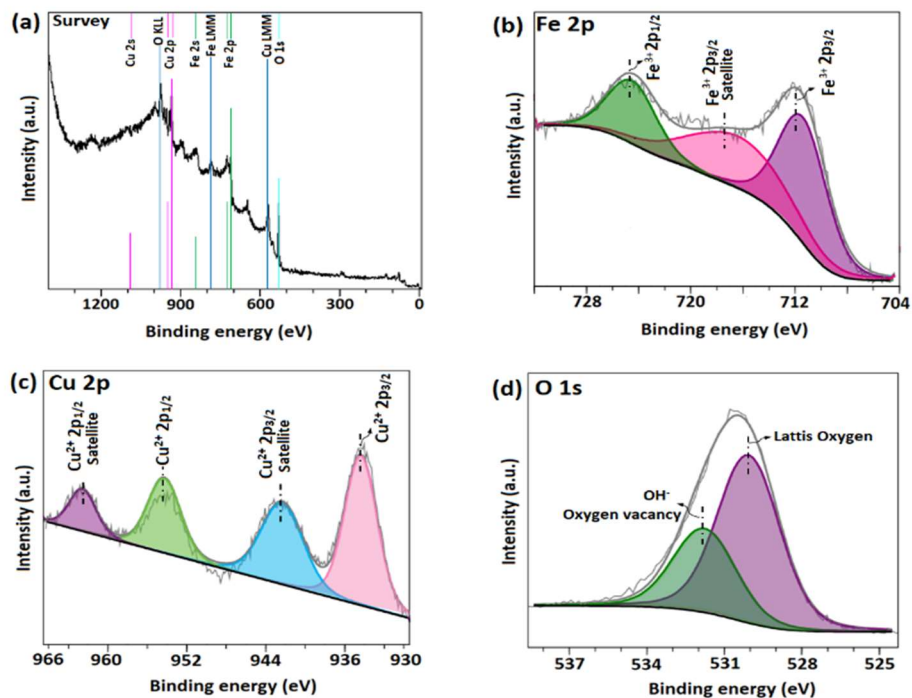 (a) Survey
Cu 2s
O KLL
Cu 2p
Fe 2s
Fe LMM
Fe 2p
Cu LMM
O 1s
Intensity (a.u.)
1200 900 600 300 0
Binding energy (eV)
(b) Fe 2p
Fe³⁺ 2p₁/₂
Fe³⁺ 2p₃/₂
Satellite
Fe³⁺ 2p₃/₂
Intensity (a.u.)
728 720 712 704
Binding energy (eV)
(c) Cu 2p
Cu²⁺ 2p₁/₂
Satellite
Cu²⁺ 2p₁/₂
Cu²⁺ 2p₃/₂
Satellite
Cu²⁺ 2p₃/₂
Intensity (a.u.)
966 960 952 944 936 930
Binding energy (eV)
(d) O 1s
Lattis Oxygen
OH⁻
Oxygen vacancy
Intensity (a.u.)
537 534 531 528 525
Binding energy (eV)